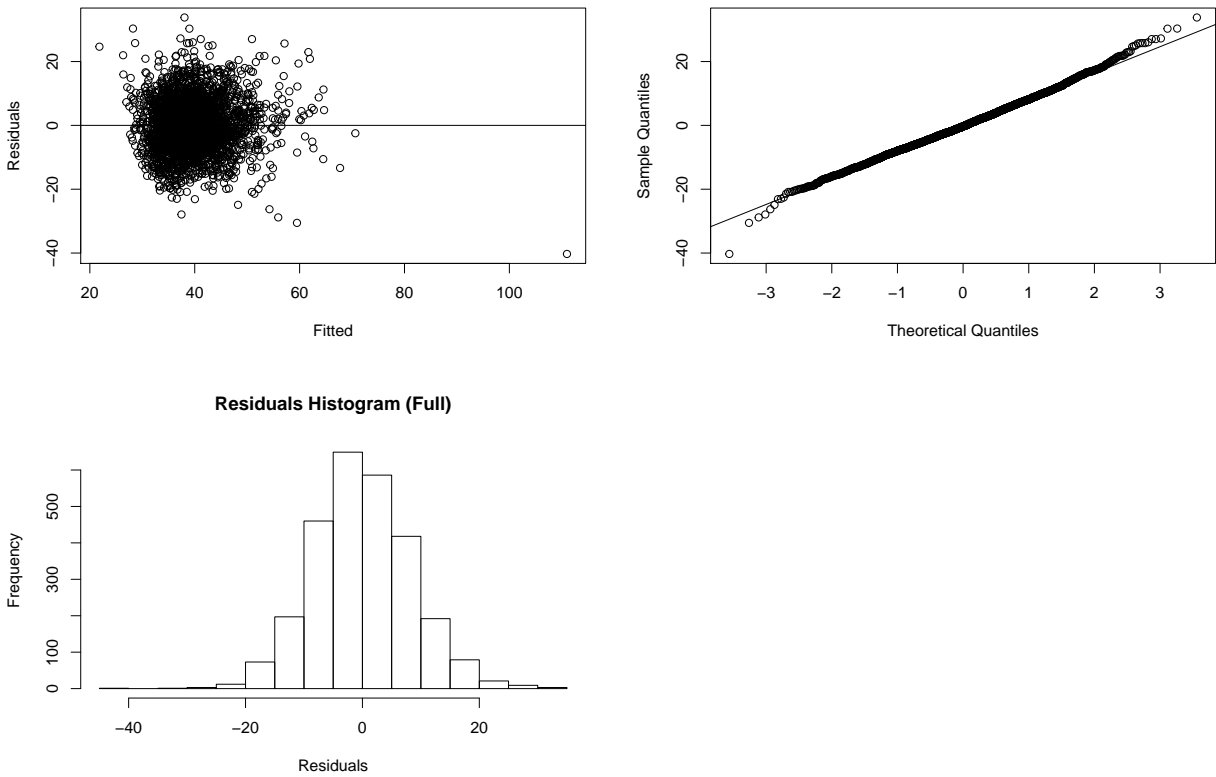 20
0
−20
−40
Residuals
20 40 60 80 100
Fitted
20
0
−20
−40
Sample Quantiles
−3 −2 −1 0 1 2 3
Theoretical Quantiles
Residuals Histogram (Full)
500
300
100
0
Frequency
−40 −20 0 20
Residuals